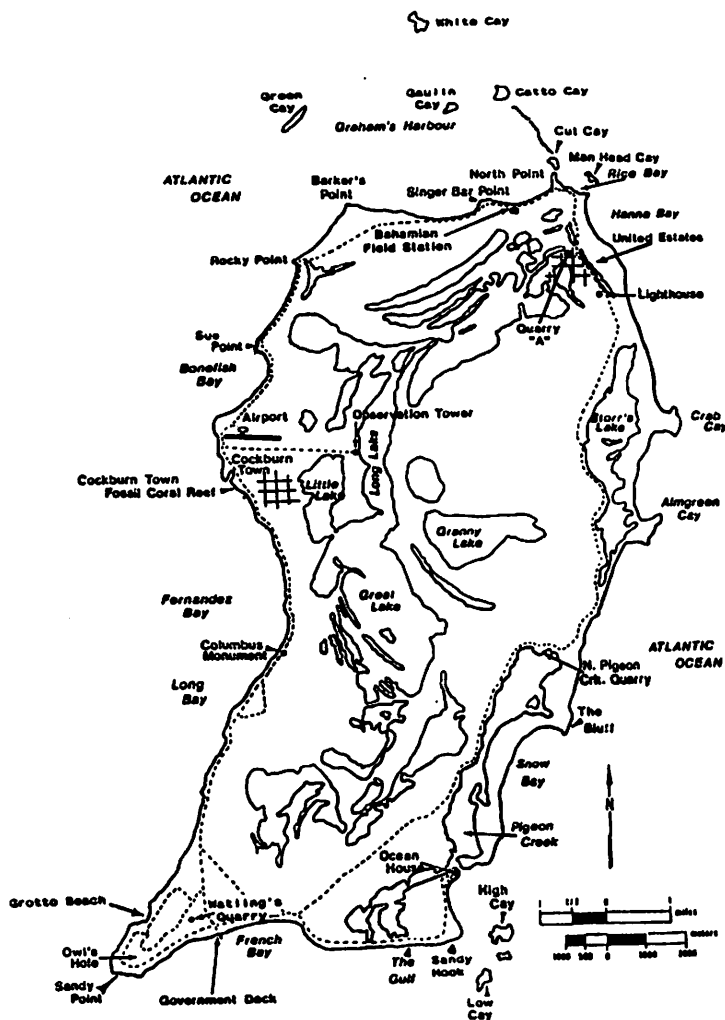 White Cay
Green
Cay
Gaulin
Cay
Catto Cay
Graham's Harbour
Cut Cay
ATLANTIC
OCEAN
Barker's
Point
North Point
Man Head Cay
Rice Bay
Singer Bar Point
Hanna Bay
Bahamian
Field Station
United Estates
Rocky Point
Lighthouse
Quarry
"A"
Sue
Point
Bonefish
Bay
Airport
Observation Tower
Storr's
Lake
Crab
Cay
Cockburn
Town
Long Lake
Cockburn Town
Fossil Coral Reef
Little
Lake
Almgreen
Cay
Granny
Lake
Fernandez
Bay
Great
Lake
Columbus
Monument
ATLANTIC
OCEAN
N. Pigeon
Crk. Quarry
Long
Bay
The
Bluff
Snow
Bay
N
Pigeon
Creek
Ocean
House
Grotto Beach
Watling's
Quarry
High
Cay
miles
Owl's
Hole
French
Bay
meters
1000 500 0 1000 2000
The
Gulf
Sandy
Hook
Sandy
Point
Government Dock
Low
Cay